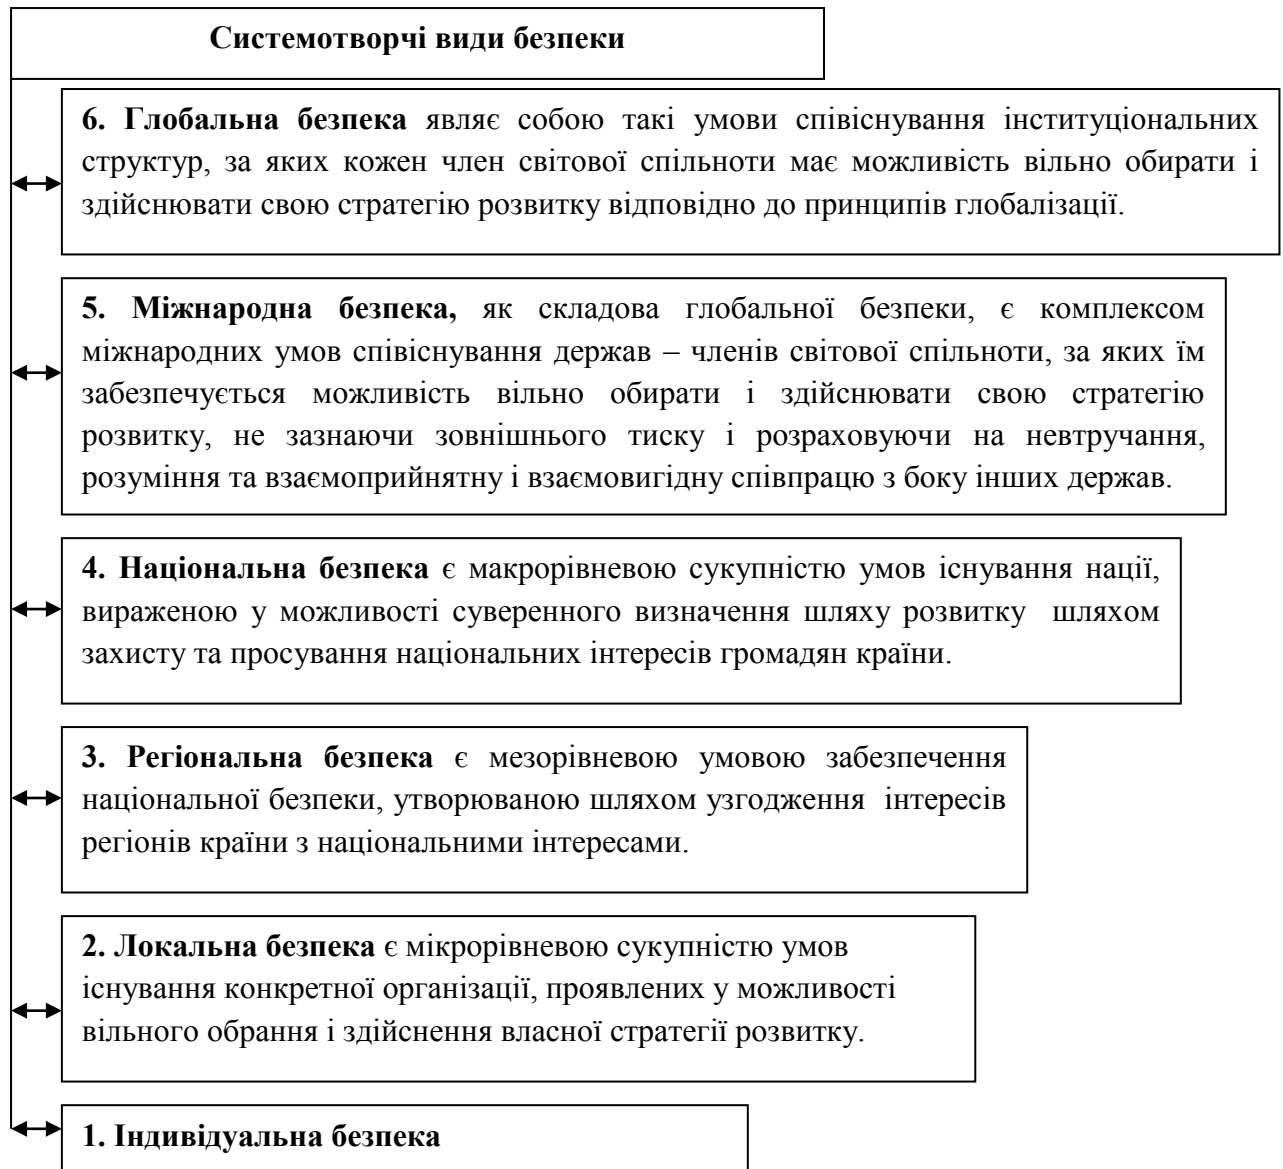 Системотворчі види безпеки
6. Глобальна безпека являє собою такі умови співіснування інституціональних
структур, за яких кожен член світової спільноти має можливість вільно обирати і
здійснювати свою стратегію розвитку відповідно до принципів глобалізації.
5. Міжнародна безпека, як складова глобальної безпеки, є комплексом
міжнародних умов співіснування держав – членів світової спільноти, за яких їм
забезпечується можливість вільно обирати і здійснювати свою стратегію
розвитку, не зазнаючи зовнішнього тиску і розраховуючи на невтручання,
розуміння та взаємоприйнятну і взаємовигідну співпрацю з боку інших держав.
4. Національна безпека є макрорівневою сукупністю умов існування нації,
вираженою у можливості суверенного визначення шляху розвитку шляхом
захисту та просування національних інтересів громадян країни.
3. Регіональна безпека є мезорівневою умовою забезпечення
національної безпеки, утворюваною шляхом узгодження інтересів
регіонів країни з національними інтересами.
2. Локальна безпека є мікрорівневою сукупністю умов
існування конкретної організації, проявлених у можливості
вільного обрання і здійснення власної стратегії розвитку.
1. Індивідуальна безпека